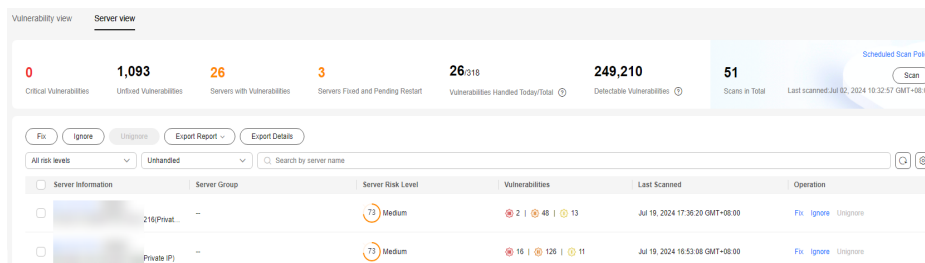 Vulnerability view Server view
Scheduled Scan Poli
0 1,093 26 3 26/318 249,210 51 Scan
Critical Vulnerabilities Unfixed Vulnerabilities Servers with Vulnerabilities Servers Fixed and Pending Restart Vulnerabilities Handled Today/Total Detectable Vulnerabilities Scans in Total Last scanned:Jul 02, 2024 10:32:57 GMT+08:0
Fix Ignore Unignore Export Report Export Details
All risk levels Unhandled Search by server name
Server Information Server Group Server Risk Level Vulnerabilities Last Scanned Operation
216(Privat... -- 73 Medium 2 | 48 | 13 Jul 19, 2024 17:36:20 GMT+08:00 Fix Ignore Unignore
Private IP) -- 73 Medium 16 | 126 | 11 Jul 19, 2024 16:53:08 GMT+08:00 Fix Ignore Unignore